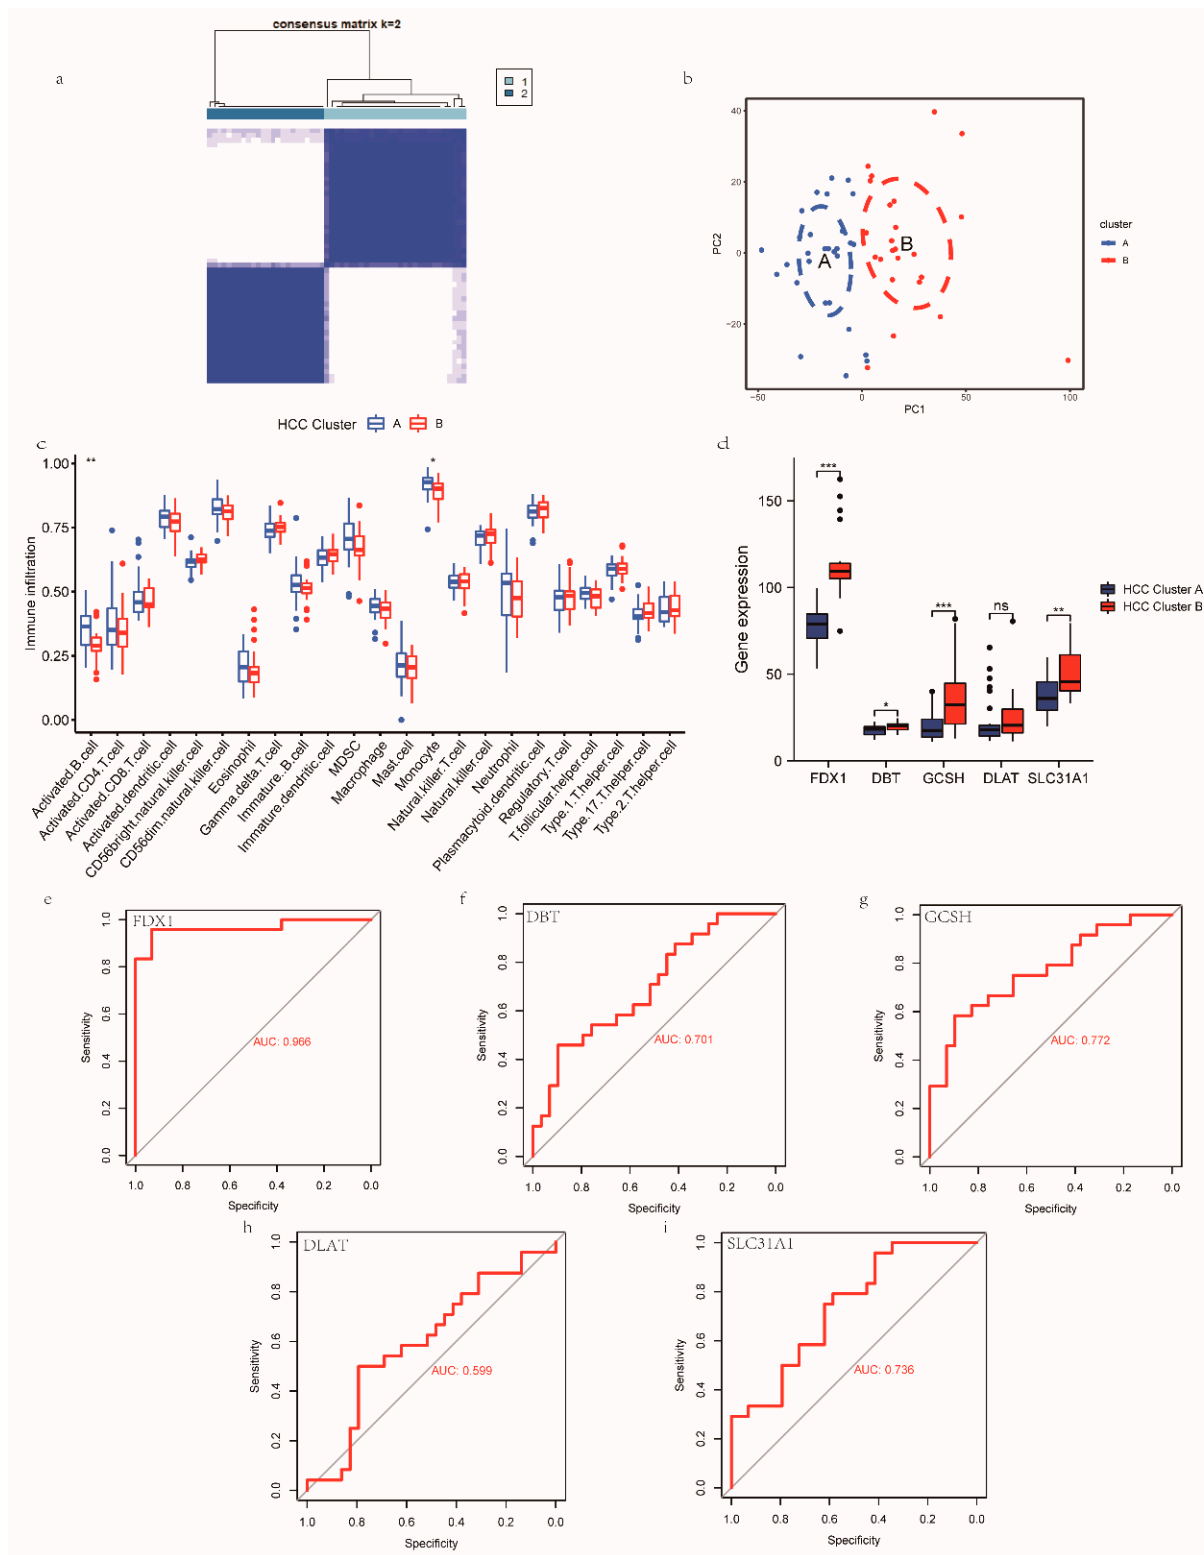 consensus matrix k=2
a
1
2
b
40
20
0
−20
PC2
−50
0
50
100
PC1
A
B
cluster
A
B
HCC Cluster A B
c
**
*
1.00
0.75
0.50
0.25
0.00
Immune infiltration
Activated.B.cell
Activated.CD4.T.cell
Activated.CD8.T.cell
Activated.dendritic.cell
CD56bright.natural.killer.cell
CD56dim.natural.killer.cell
Eosinophil
Gamma.delta.T.cell
Immature.B.cell
Immature.dendritic.cell
MDSC
Macrophage
Mast.cell
Monocyte
Natural.killer.T.cell
Natural.killer.cell
Neutrophil
Plasmacytoid.dendritic.cell
Regulatory.T.cell
T.follicular.helper.cell
Type.1.T.helper.cell
Type.17.T.helper.cell
Type.2.T.helper.cell
d
***
*
***
ns
**
150
100
50
0
Gene expression
FDX1 DBT GCSH DLAT SLC31A1
HCC Cluster A
HCC Cluster B
e
FDX1
1.0
0.8
0.6
0.4
0.2
0.0
Sensitivity
AUC: 0.966
1.0 0.8 0.6 0.4 0.2 0.0
Specificity
f
DBT
1.0
0.8
0.6
0.4
0.2
0.0
Sensitivity
AUC: 0.701
1.0 0.8 0.6 0.4 0.2 0.0
Specificity
g
GCSH
1.0
0.8
0.6
0.4
0.2
0.0
Sensitivity
AUC: 0.772
1.0 0.8 0.6 0.4 0.2 0.0
Specificity
h
DLAT
1.0
0.8
0.6
0.4
0.2
0.0
Sensitivity
AUC: 0.599
1.0 0.8 0.6 0.4 0.2 0.0
Specificity
i
SLC31A1
1.0
0.8
0.6
0.4
0.2
0.0
Sensitivity
AUC: 0.736
1.0 0.8 0.6 0.4 0.2 0.0
Specificity